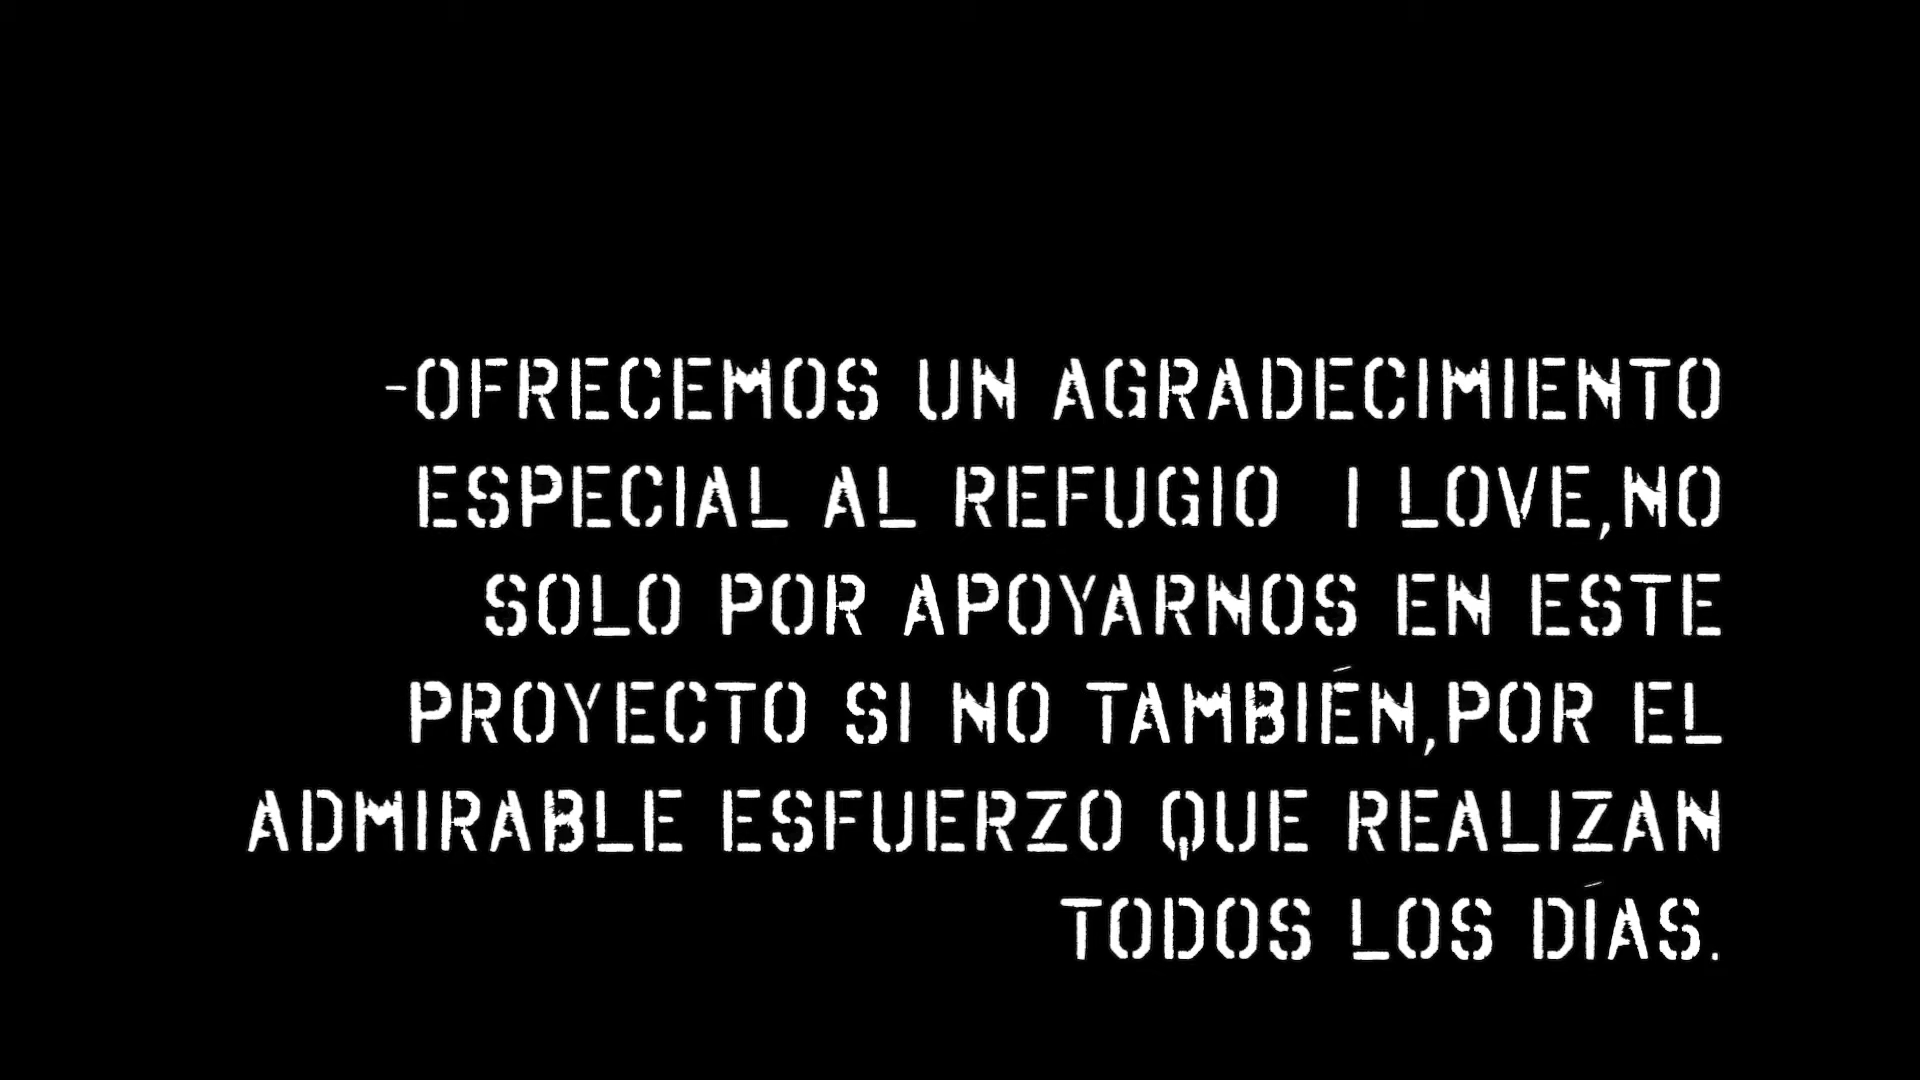 -OFRECEMOS UN AGRADECIMIENTO
ESPECIAL AL REFUGIO  I LOVE,NO
SOLO POR APOYARNOS EN ESTE
PROYECTO SI NO TAMBIÉN,POR EL
ADMIRABLE ESFUERZO QUE REALIZAN
TODOS LOS DÍAS.